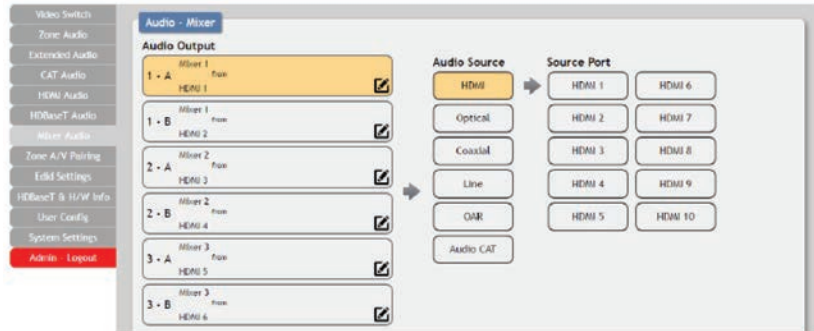 Video Switch
Zone Audio
Extended Audio
CAT Audio
HDMI Audio
HDBaseT Audio
Mixer Audio
Zone A/V Pairing
Edid Settings
HDBaseT & H/W Info
User Config
System Settings
Admin - Logout
Audio - Mixer
Audio Output
1 - A
Mixer 1
from
HDMI 1
1 - B
Mixer 1
from
HDMI 2
2 - A
Mixer 2
from
HDMI 3
2 - B
Mixer 2
from
HDMI 4
3 - A
Mixer 3
from
HDMI 5
3 - B
Mixer 3
from
HDMI 6
Audio Source
HDMI
Optical
Coaxial
Line
OAR
Audio CAT
Source Port
HDMI 1
HDMI 6
HDMI 2
HDMI 7
HDMI 3
HDMI 8
HDMI 4
HDMI 9
HDMI 5
HDMI 10